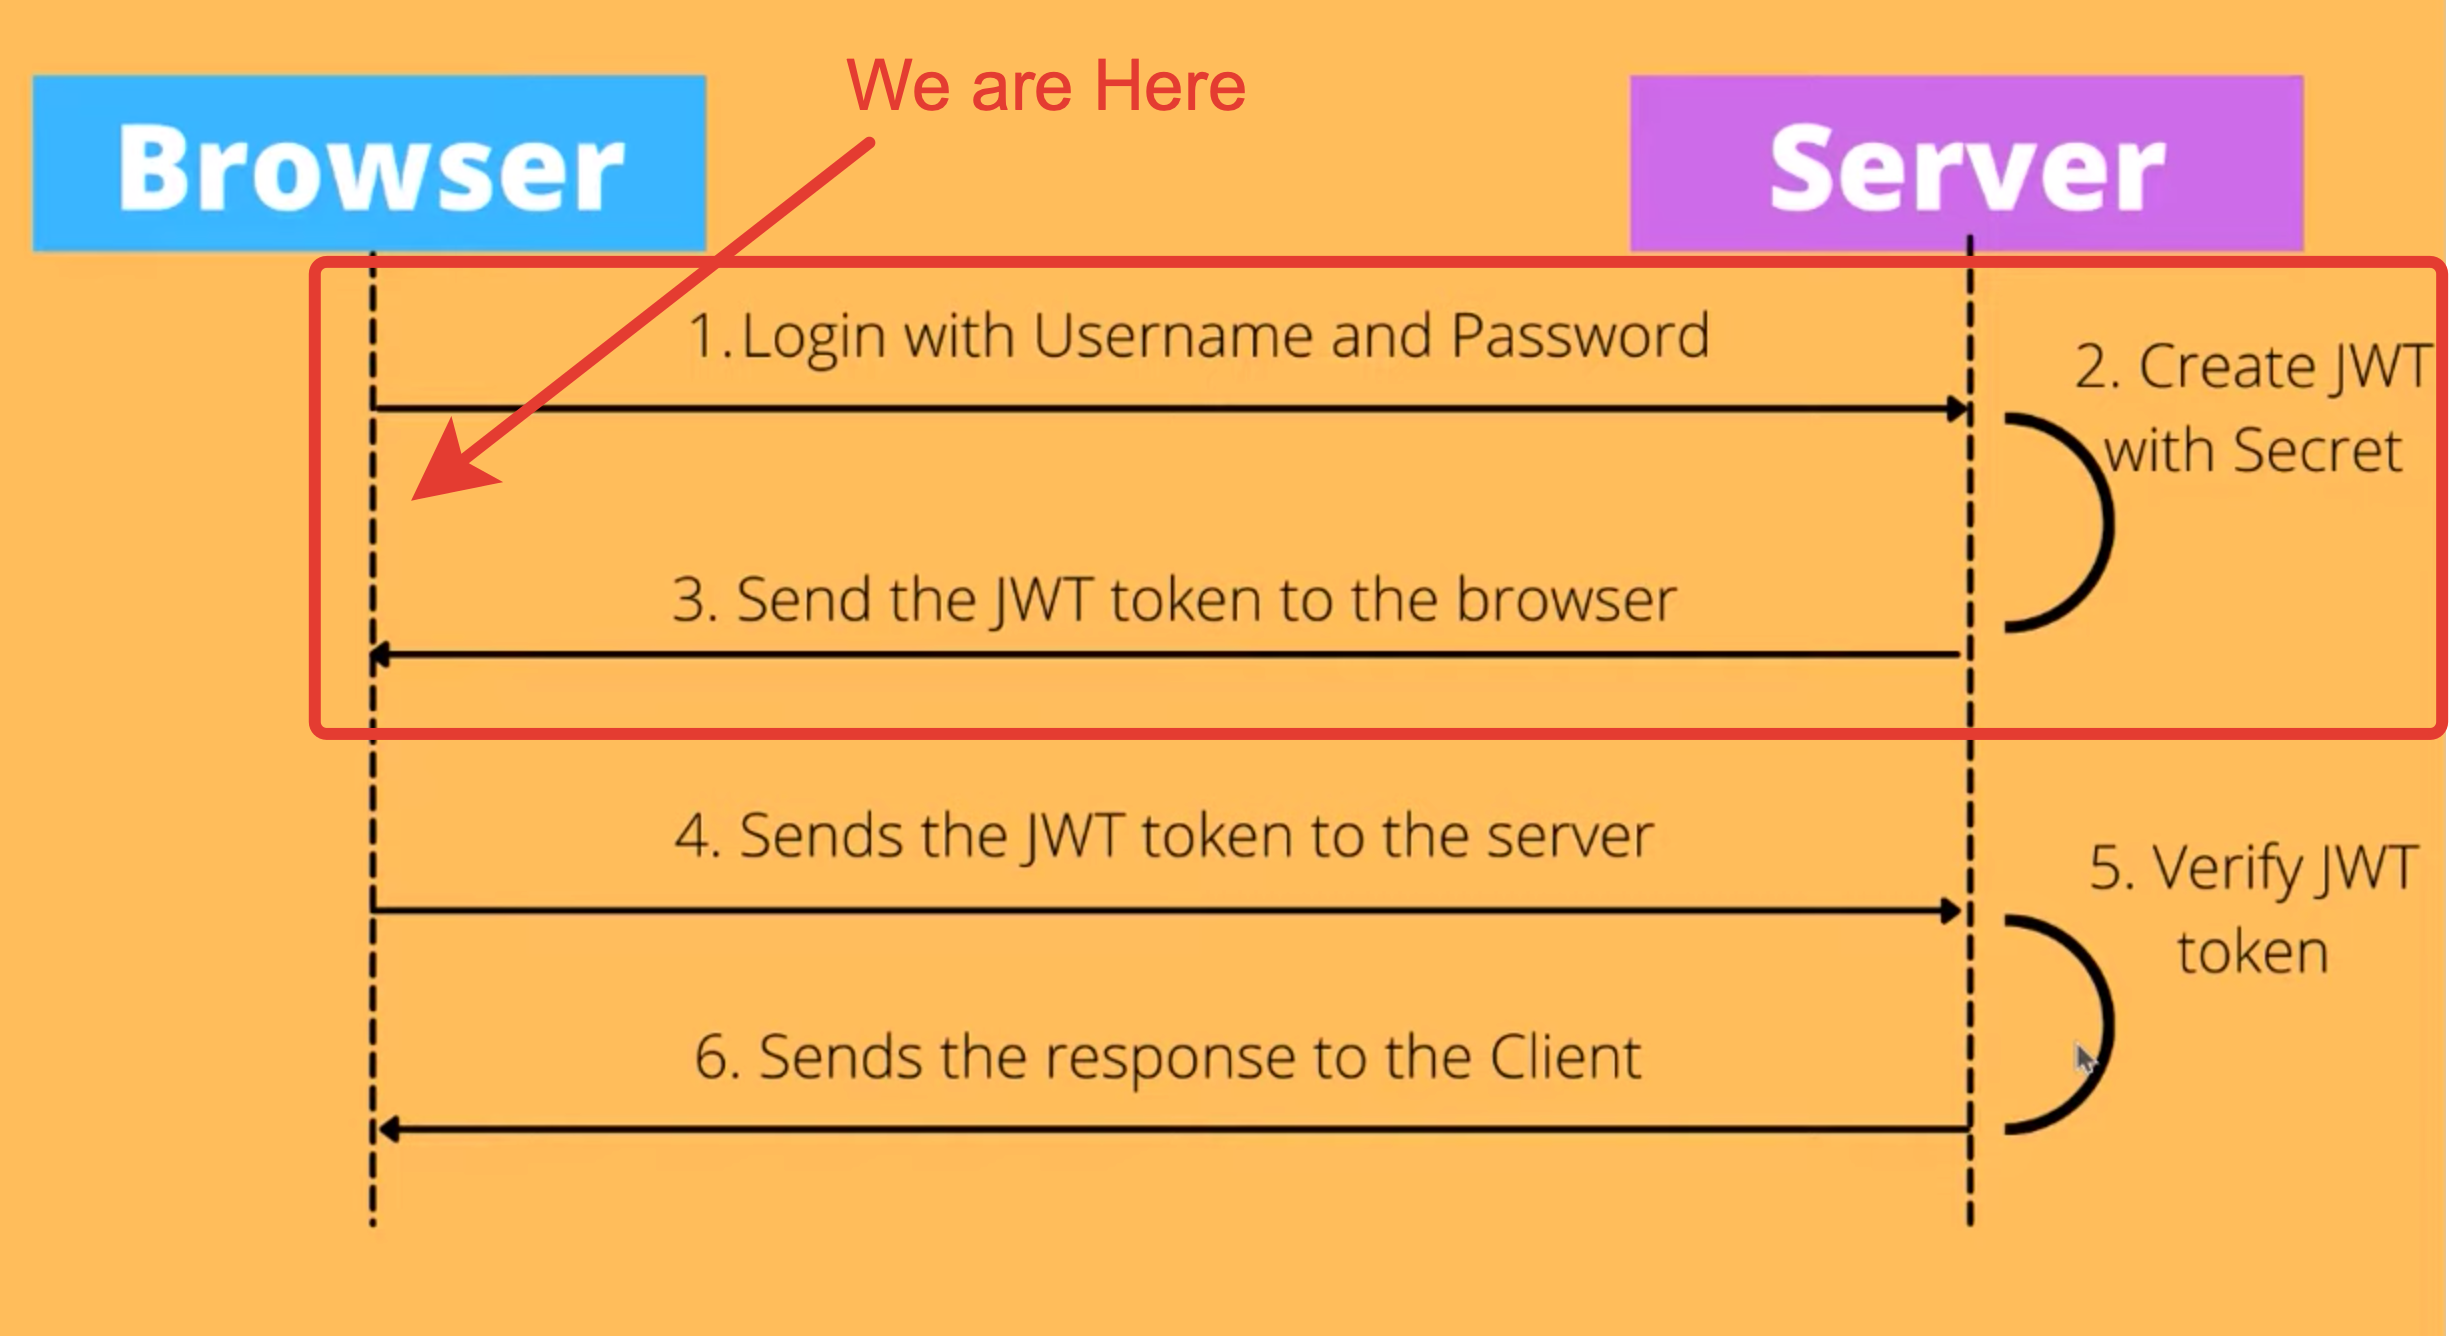 We are Here
Browser
Server
1. Login with Username and Password
2. Create JWT
with Secret
3. Send the JWT token to the browser
4. Sends the JWT token to the server
5. Verify JWT
token
6. Sends the response to the Client